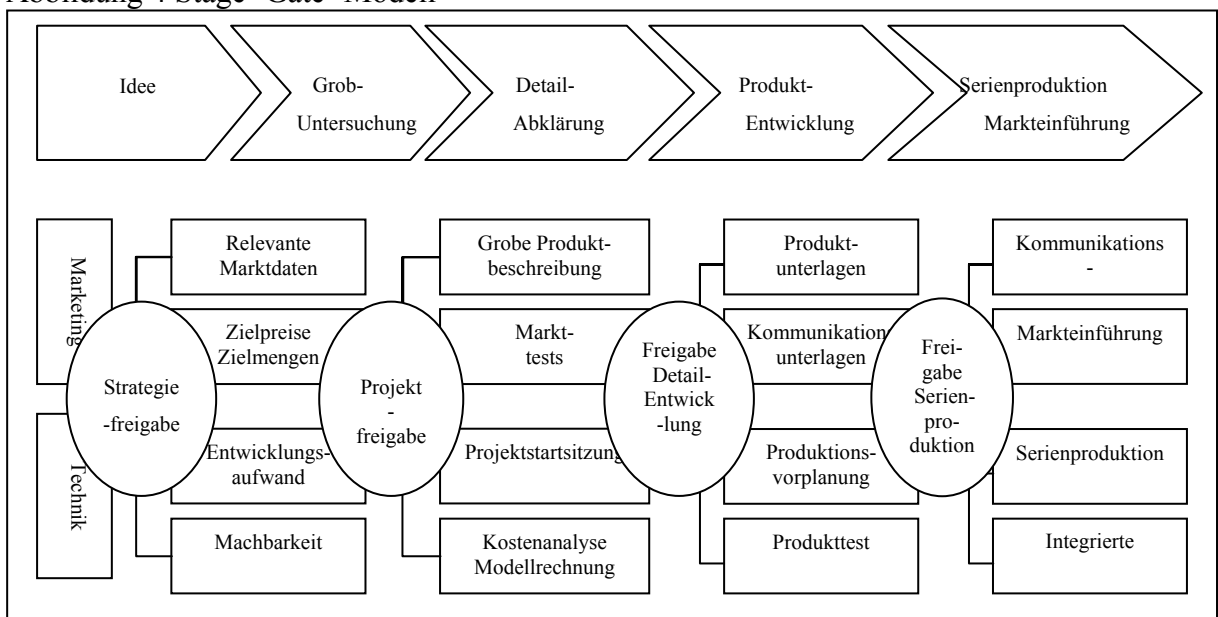 Abbildung 4 Stage-Gate-Modell
Idee
Grob-
Untersuchung
Detail-
Abklärung
Produkt-
Entwicklung
Serienproduktion
Markteinführung
Marketing
Technik
Strategie
-freigabe
Relevante
Marktdaten
Zielpreise
Zielmengen
Entwicklungs-
aufwand
Machbarkeit
Projekt
-
freigabe
Grobe Produkt-
beschreibung
Markt-
tests
Projektstartsitzung
Kostenanalyse
Modellrechnung
Freigabe
Detail-
Entwick
-lung
Produkt-
unterlagen
Kommunikation
unterlagen
Produktions-
vorplanung
Produkttest
Frei-
gabe
Serien-
pro-
duktion
Kommunikations
-
Markteinführung
Serienproduktion
Integrierte